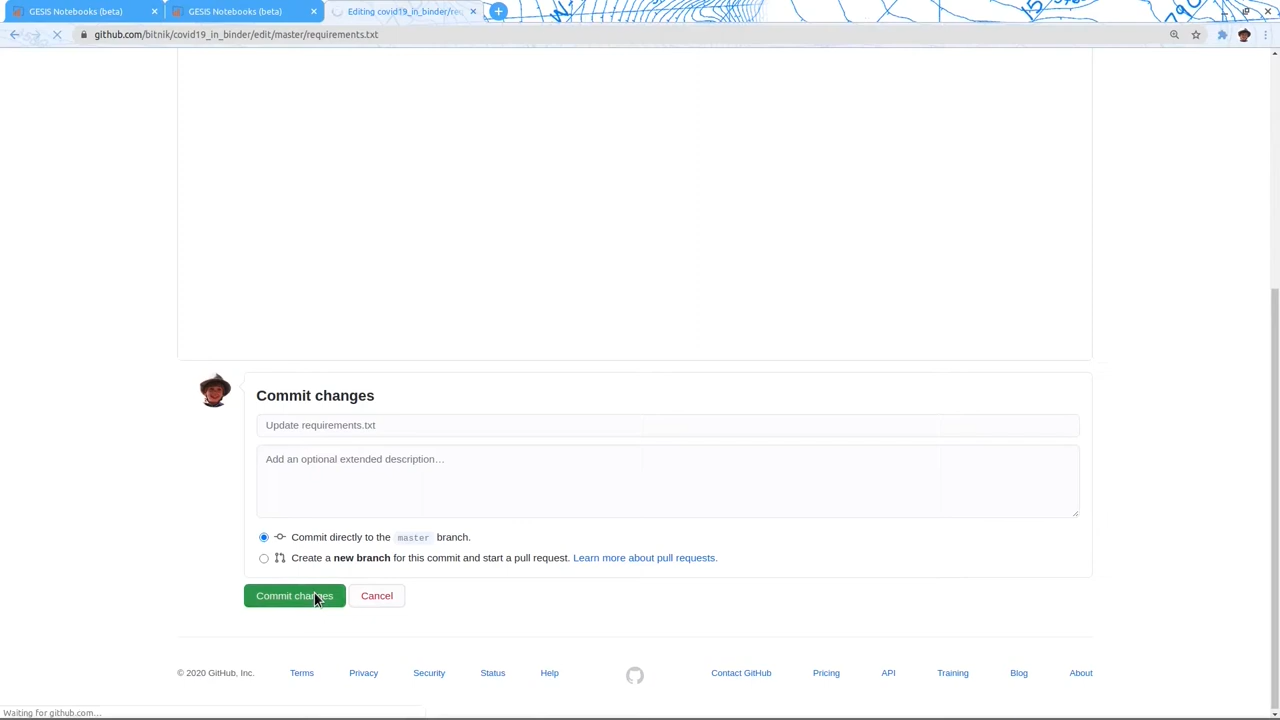 GESIS Notebooks (beta)
GESIS Notebooks (beta)
Editing covid19_in_binder/re
github.com/bitnik/covid19_in_binder/edit/master/requirements.txt
Commit changes
Update requirements.txt
Add an optional extended description…
Commit directly to the master branch.
Create a new branch for this commit and start a pull request. Learn more about pull requests.
Commit changes
Cancel
© 2020 GitHub, Inc.
Terms
Privacy
Security
Status
Help
Contact GitHub
Pricing
API
Training
Blog
About
Waiting for github.com…